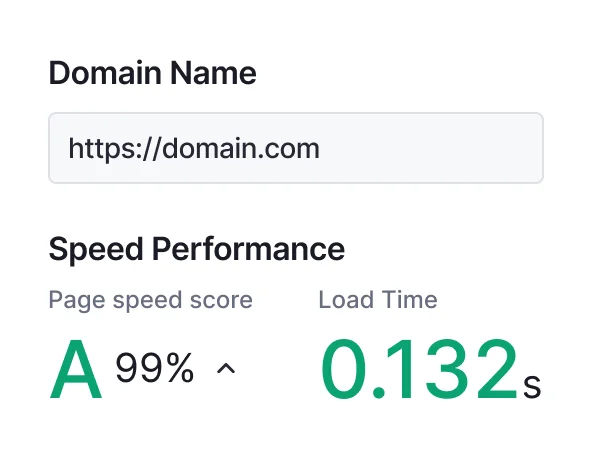 Domain Name
https://domain.com
Speed Performance
Page speed score Load Time
A 99% 0.132s